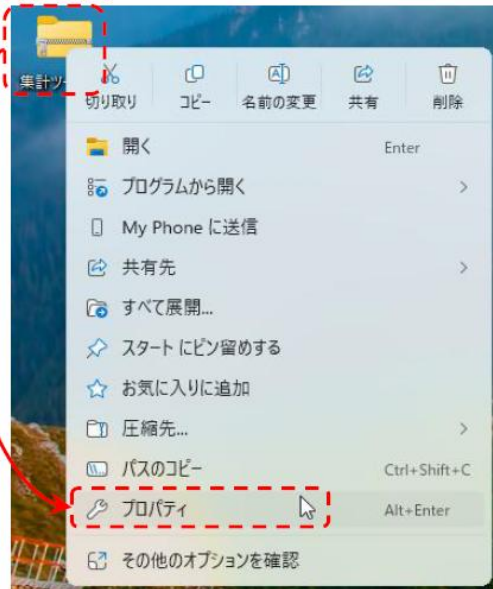 集計ツー
切り取り コピー 名前の変更 共有 削除
開く Enter
プログラムから開く
My Phone に送信
共有先
すべて展開...
スタート にピン留めする
お気に入りに追加
圧縮先...
パスのコピー Ctrl+Shift+C
プロパティ Alt+Enter
その他のオプションを確認